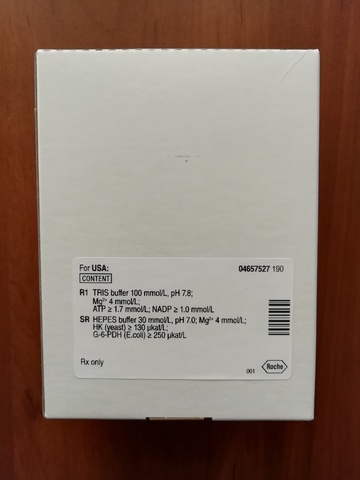 For USA: 04657527 190
CONTENT
R1 TRIS buffer 100 mmol/L, pH 7.8;
Mg²⁺ 4 mmol/L;
ATP ≥ 1.7 mmol/L; NADP ≥ 1.0 mmol/L
SR HEPES buffer 30 mmol/L, pH 7.0; Mg²⁺ 4 mmol/L;
HK (yeast) ≥ 130 µkat/L;
G-6-PDH (E.coli) ≥ 250 µkat/L
Rx only
001 Roche